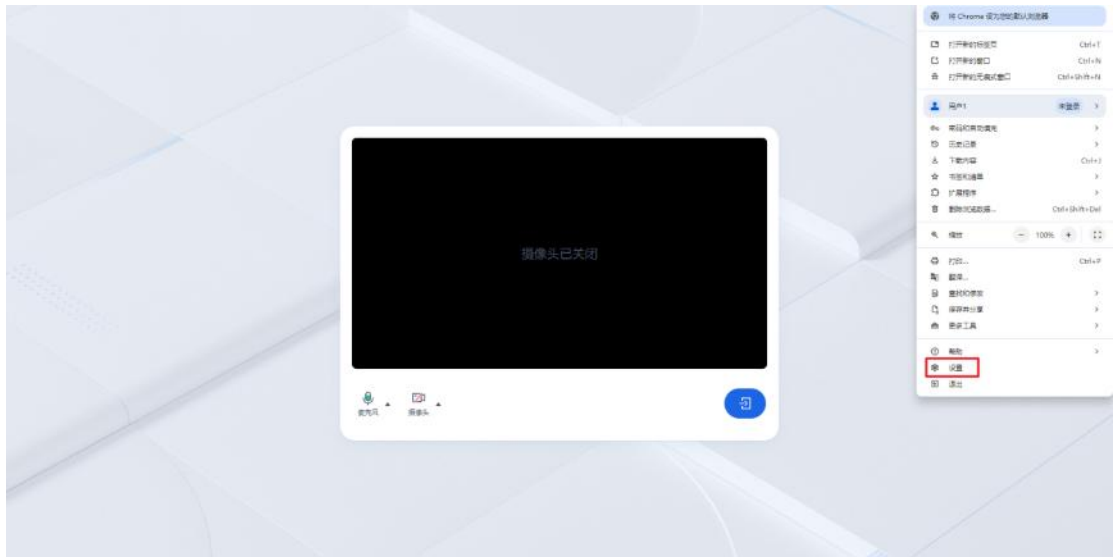 将 Chrome 设为您的默认浏览器
打开新的标签页 Ctrl+T
打开新的窗口 Ctrl+N
打开新的无痕式窗口 Ctrl+Shift+N
用户1 未登录
密码和自动填充
历史记录
下载内容 Ctrl+J
书签和清单
扩展程序
删除浏览数据... Ctrl+Shift+Del
缩放 100%
打印... Ctrl+P
翻译...
查找和修改
保存并分享
更多工具
帮助
设置
退出
摄像头已关闭
麦克风
摄像头